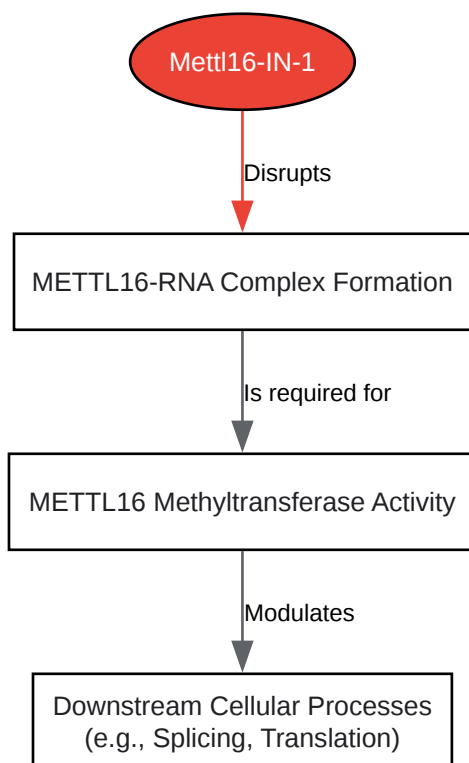 Mettl16-IN-1
Disrupts
METTL16-RNA Complex Formation
Is required for
METTL16 Methyltransferase Activity
Modulates
Downstream Cellular Processes
(e.g., Splicing, Translation)